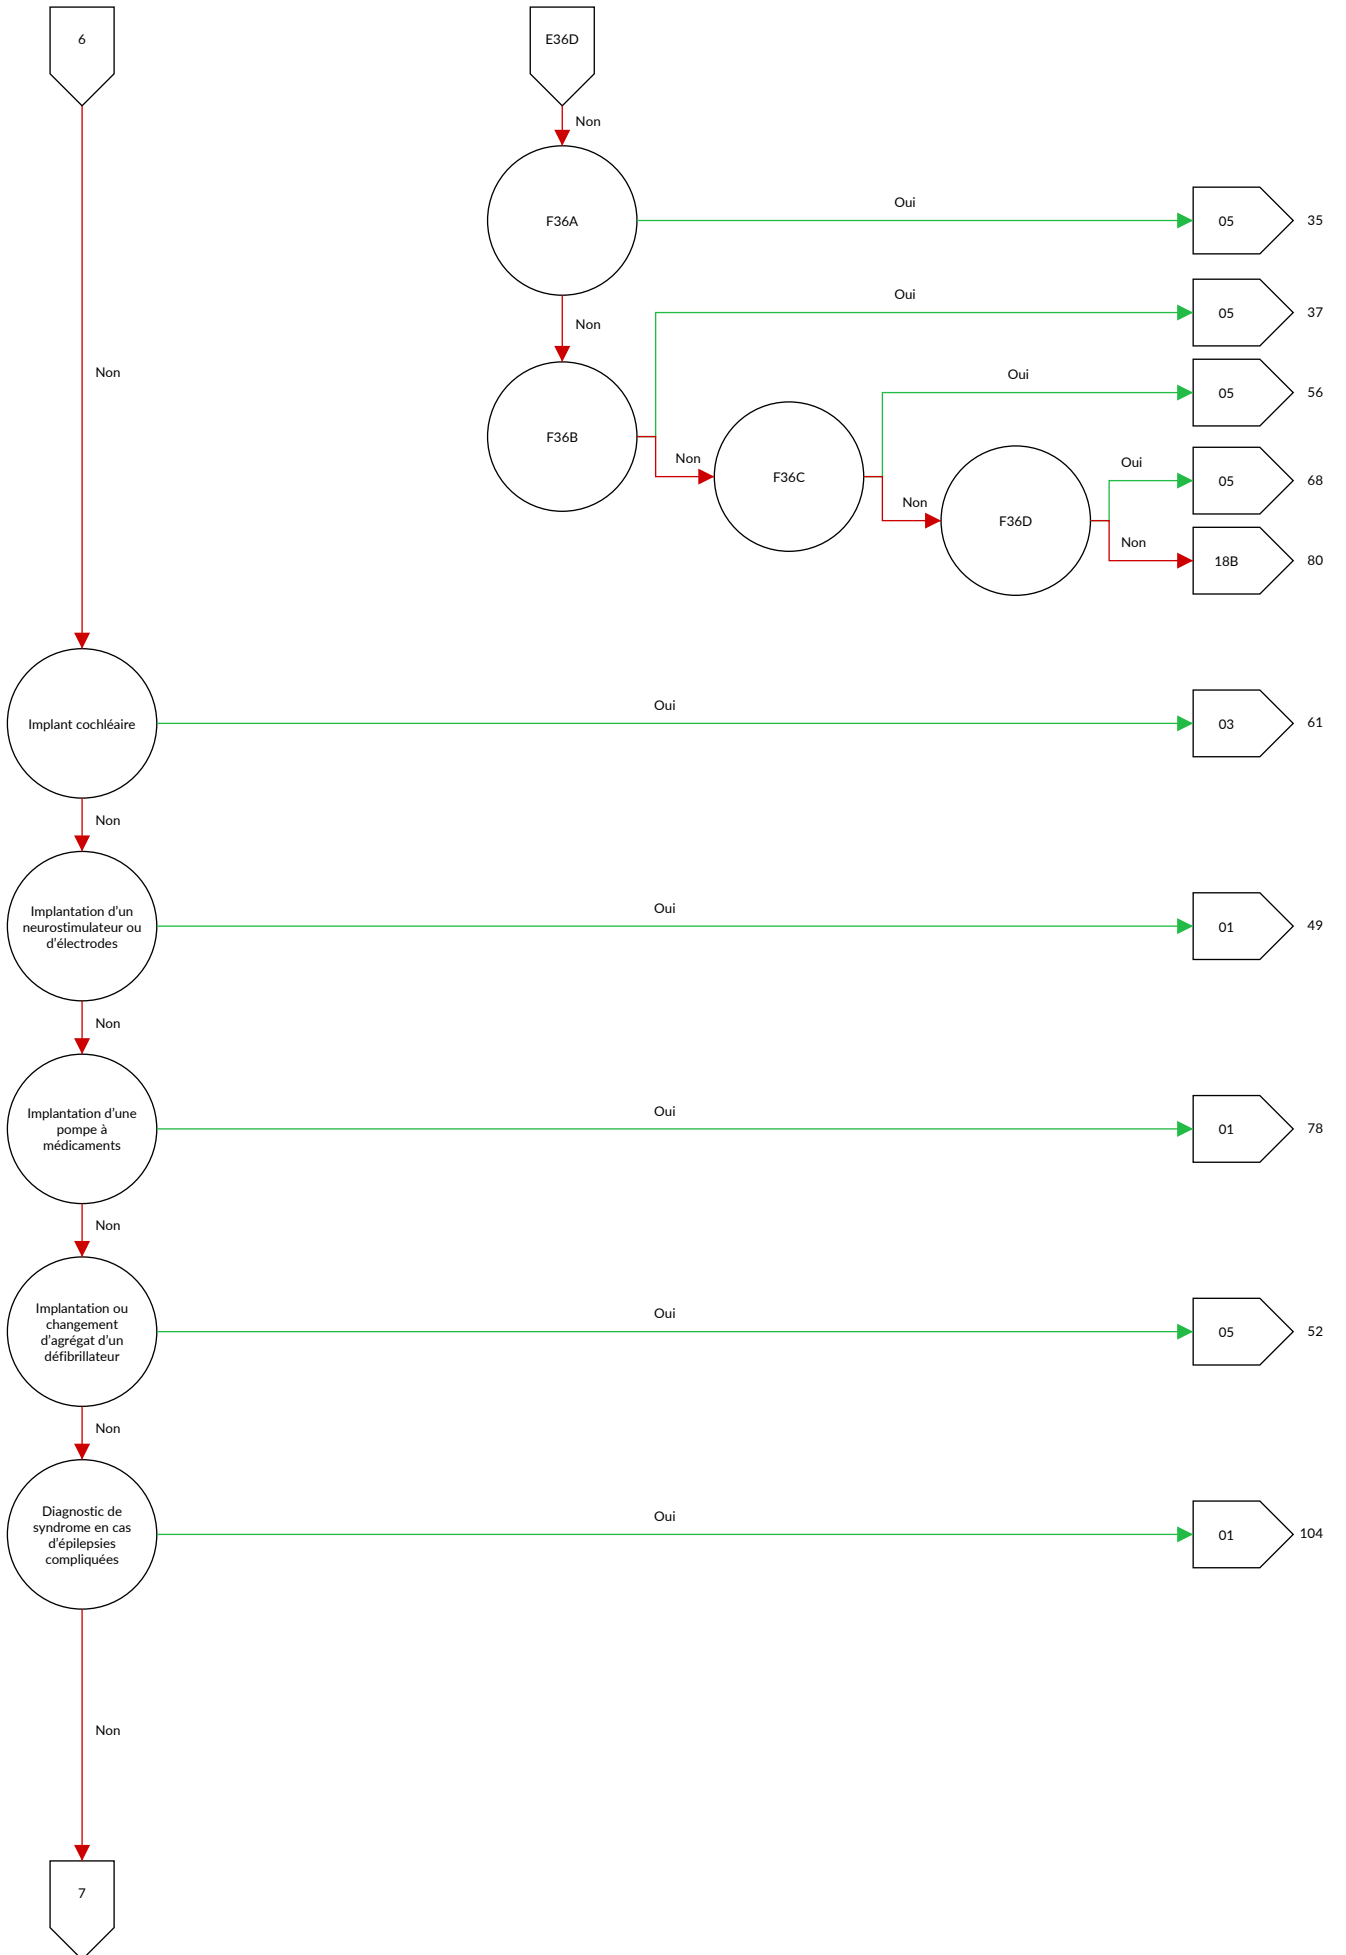 6
E36D
Non
F36A
Oui
05
35
Non
Oui
05
37
Non
F36B
Oui
05
56
Non
F36C
Oui
05
68
Non
F36D
Non
18B
80
Implant cochléaire
Oui
03
61
Non
Implantation d'un
neurostimulateur ou
d'électrodes
Oui
01
49
Non
Implantation d'une
pompe à
médicaments
Oui
01
78
Non
Implantation ou
changement
d'agrégat d'un
défibrillateur
Oui
05
52
Non
Diagnostic de
syndrome en cas
d'épilepsies
compliquées
Oui
01
104
Non
7